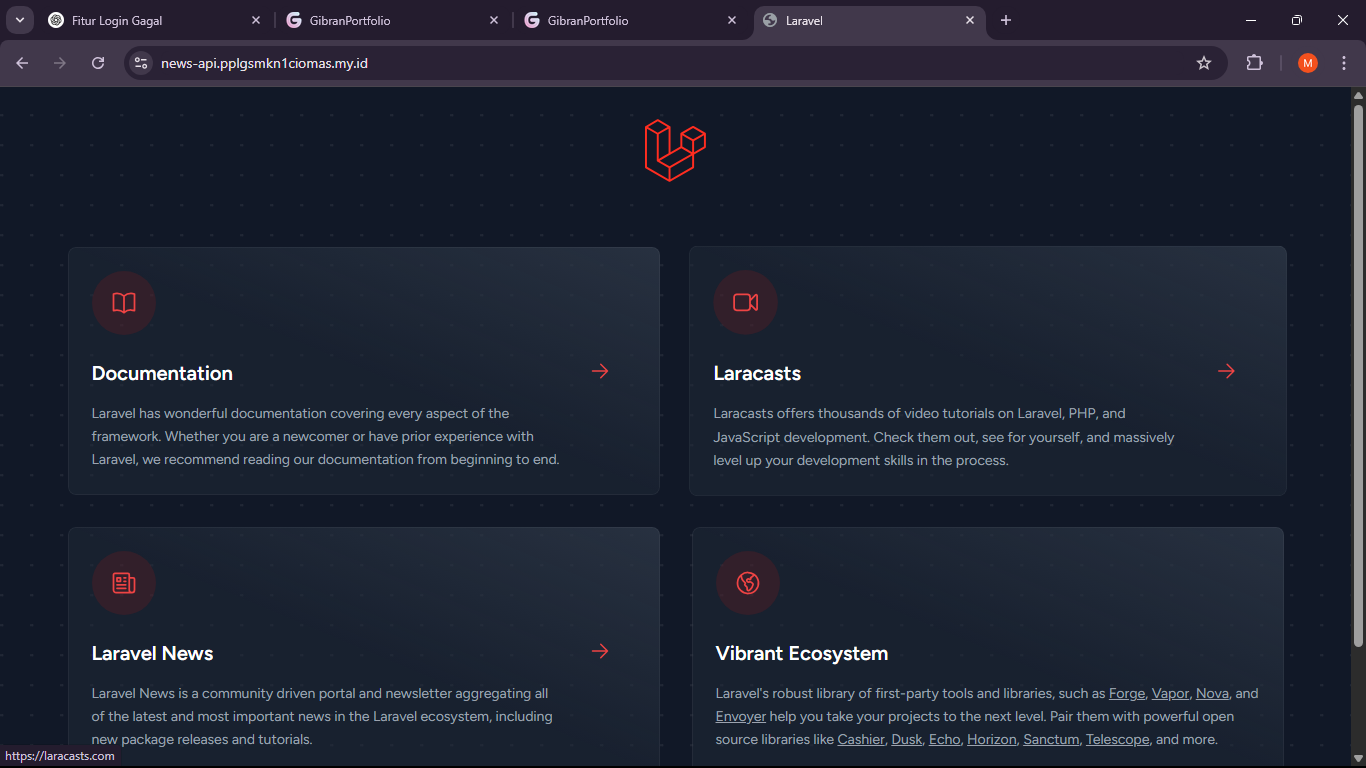 Fitur Login Gagal
GibranPortfolio
GibranPortfolio
Laravel
news-api.pplgsmkn1ciomas.my.id
M
Documentation
Laravel has wonderful documentation covering every aspect of the
framework. Whether you are a newcomer or have prior experience with
Laravel, we recommend reading our documentation from beginning to end.
Laracasts
Laracasts offers thousands of video tutorials on Laravel, PHP, and
JavaScript development. Check them out, see for yourself, and massively
level up your development skills in the process.
Laravel News
Laravel News is a community driven portal and newsletter aggregating all
of the latest and most important news in the Laravel ecosystem, including
new package releases and tutorials.
Vibrant Ecosystem
Laravel's robust library of first-party tools and libraries, such as Forge, Vapor, Nova, and
Envoyer help you take your projects to the next level. Pair them with powerful open
source libraries like Cashier, Dusk, Echo, Horizon, Sanctum, Telescope, and more.
https://laracasts.com